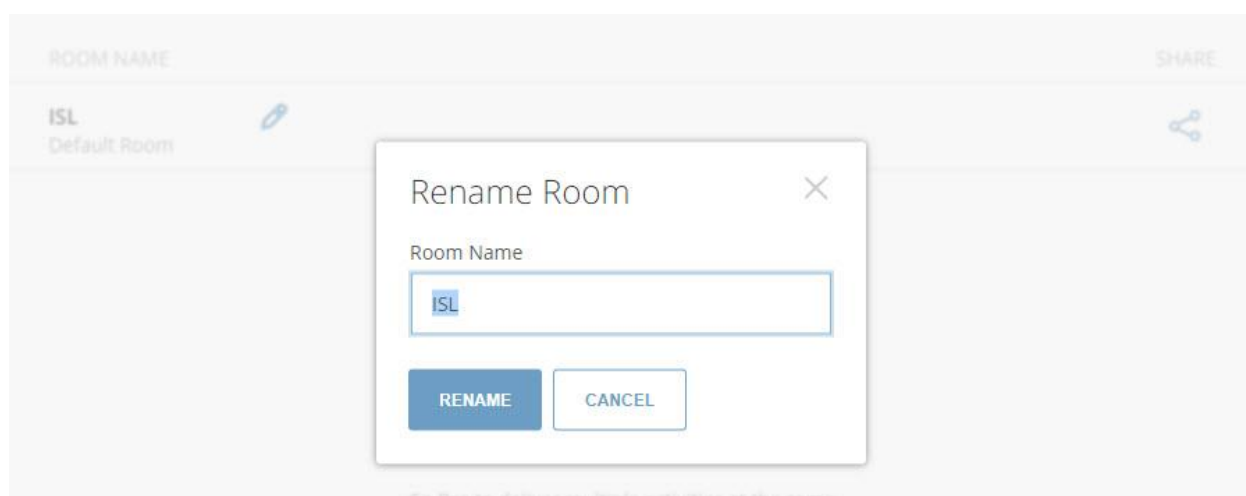 ROOM NAME
SHARE
ISL
Default Room
Rename Room
Room Name
ISL
RENAME
CANCEL